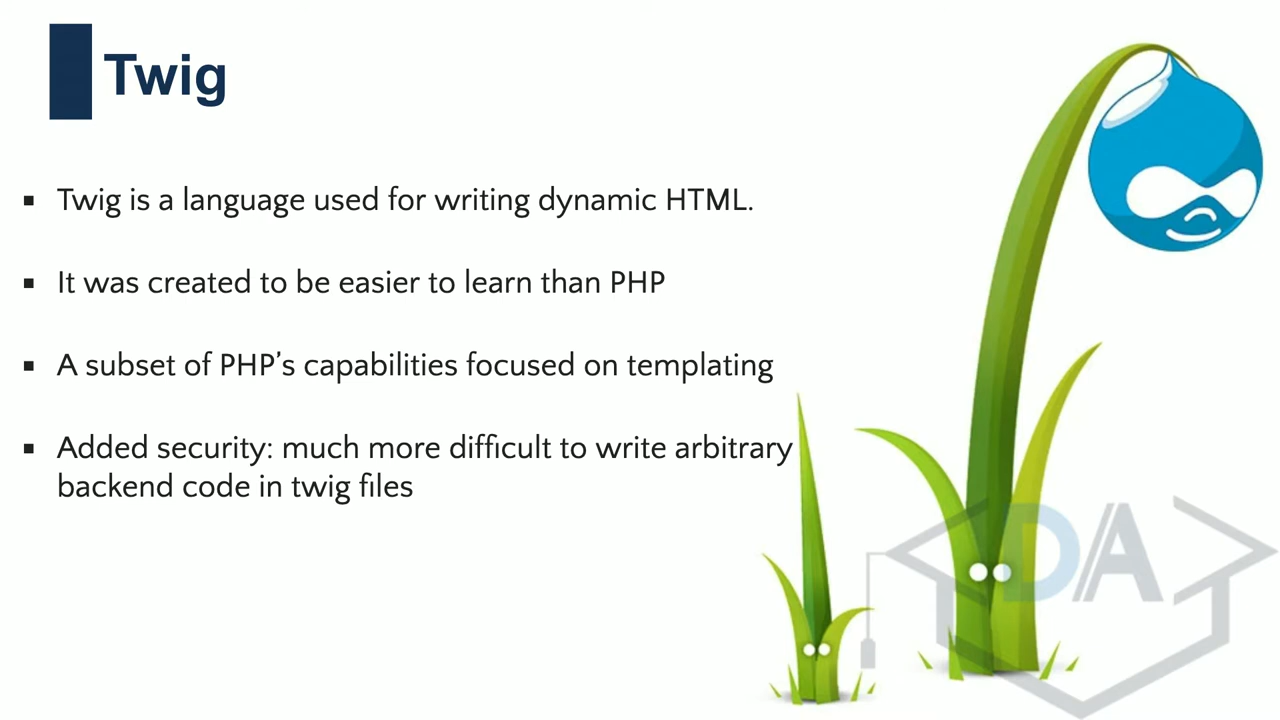 Twig
▪ Twig is a language used for writing dynamic HTML.
▪ It was created to be easier to learn than PHP
▪ A subset of PHP’s capabilities focused on templating
▪ Added security: much more difficult to write arbitrary
backend code in twig files
DA